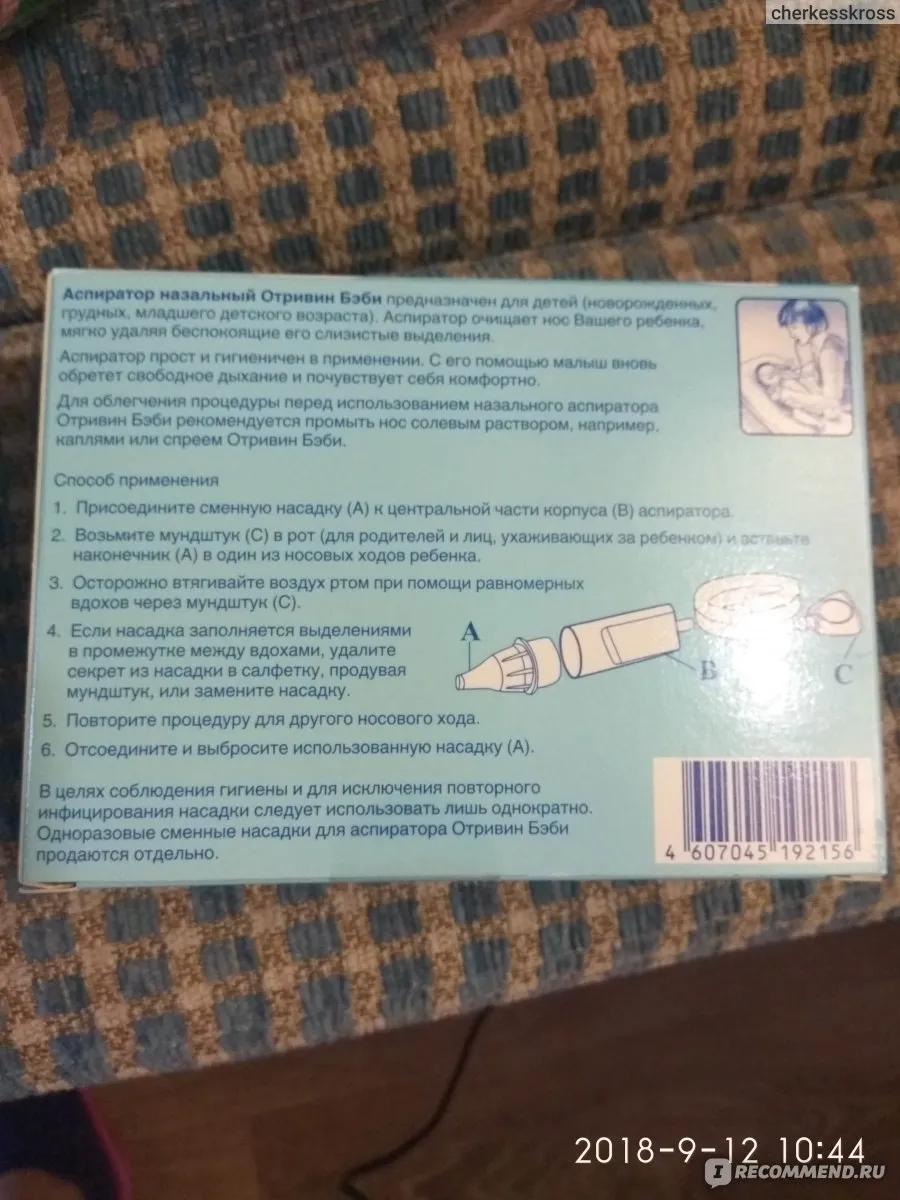 cherkesskross
Аспиратор назальный Отривин Бэби предназначен для детей (новорожденных,
грудных, младшего детского возраста). Аспиратор очищает нос Вашего ребенка,
мягко удаляя беспокоящие его слизистые выделения.
Аспиратор прост и гигиеничен в применении. С его помощью малыш вновь
обретет свободное дыхание и почувствует себя комфортно.
Для облегчения процедуры перед использованием назального аспиратора
Отривин Бэби рекомендуется промыть нос солевым раствором, например,
каплями или спреем Отривин Бэби.
Способ применения
1. Присоедините сменную насадку (А) к центральной части корпуса (В) аспиратора.
2. Возьмите мундштук (С) в рот (для родителей и лиц, ухаживающих за ребенком) и вставьте
наконечник (А) в один из носовых ходов ребенка.
3. Осторожно втягивайте воздух ртом при помощи равномерных
вдохов через мундштук (С).
4. Если насадка заполняется выделениями
в промежутке между вдохами, удалите
секрет из насадки в салфетку, продувая
мундштук, или замените насадку.
A
B
C
5. Повторите процедуру для другого носового хода.
6. Отсоедините и выбросите использованную насадку (А).
В целях соблюдения гигиены и для исключения повторного
инфицирования насадки следует использовать лишь однократно.
Одноразовые сменные насадки для аспиратора Отривин Бэби
продаются отдельно.
4 607045 192156
2018-9-12 10:44
IRECOMMEND.RU